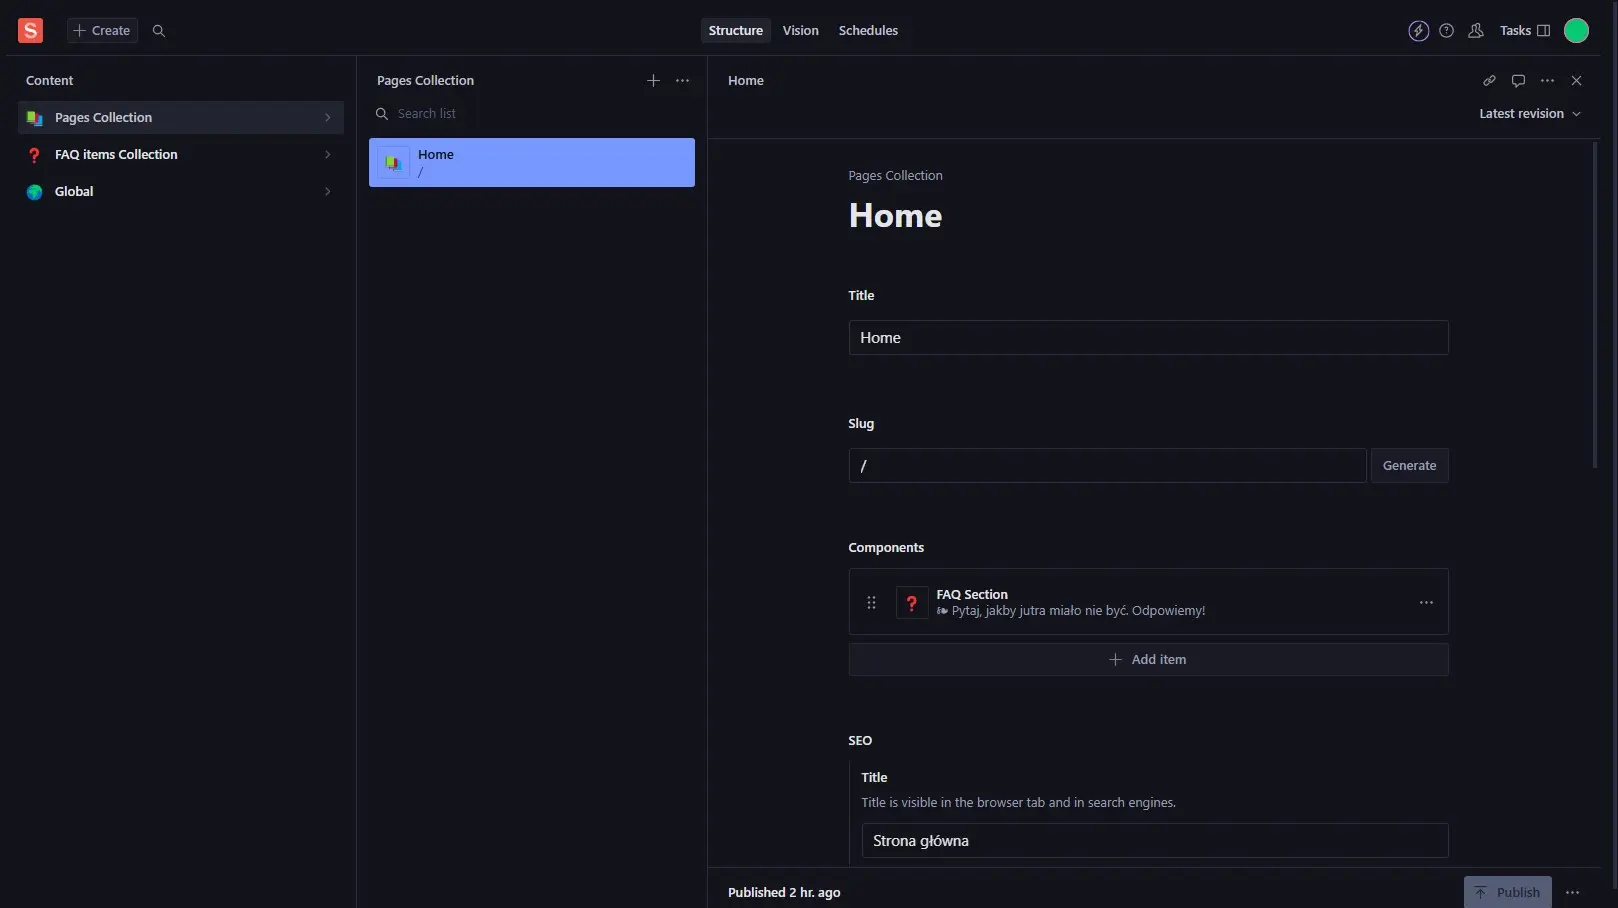 S
Create
Structure
Vision
Schedules
Tasks
Content
Pages Collection
FAQ items Collection
Global
Pages Collection
Search list
Home
/
Home
Latest revision
Pages Collection
Home
Title
Home
Slug
/
Generate
Components
FAQ Section
❧ Pytaj, jakby jutra miało nie być. Odpowiemy!
Add item
SEO
Title
Title is visible in the browser tab and in search engines.
Strona główna
Published 2 hr. ago
Publish